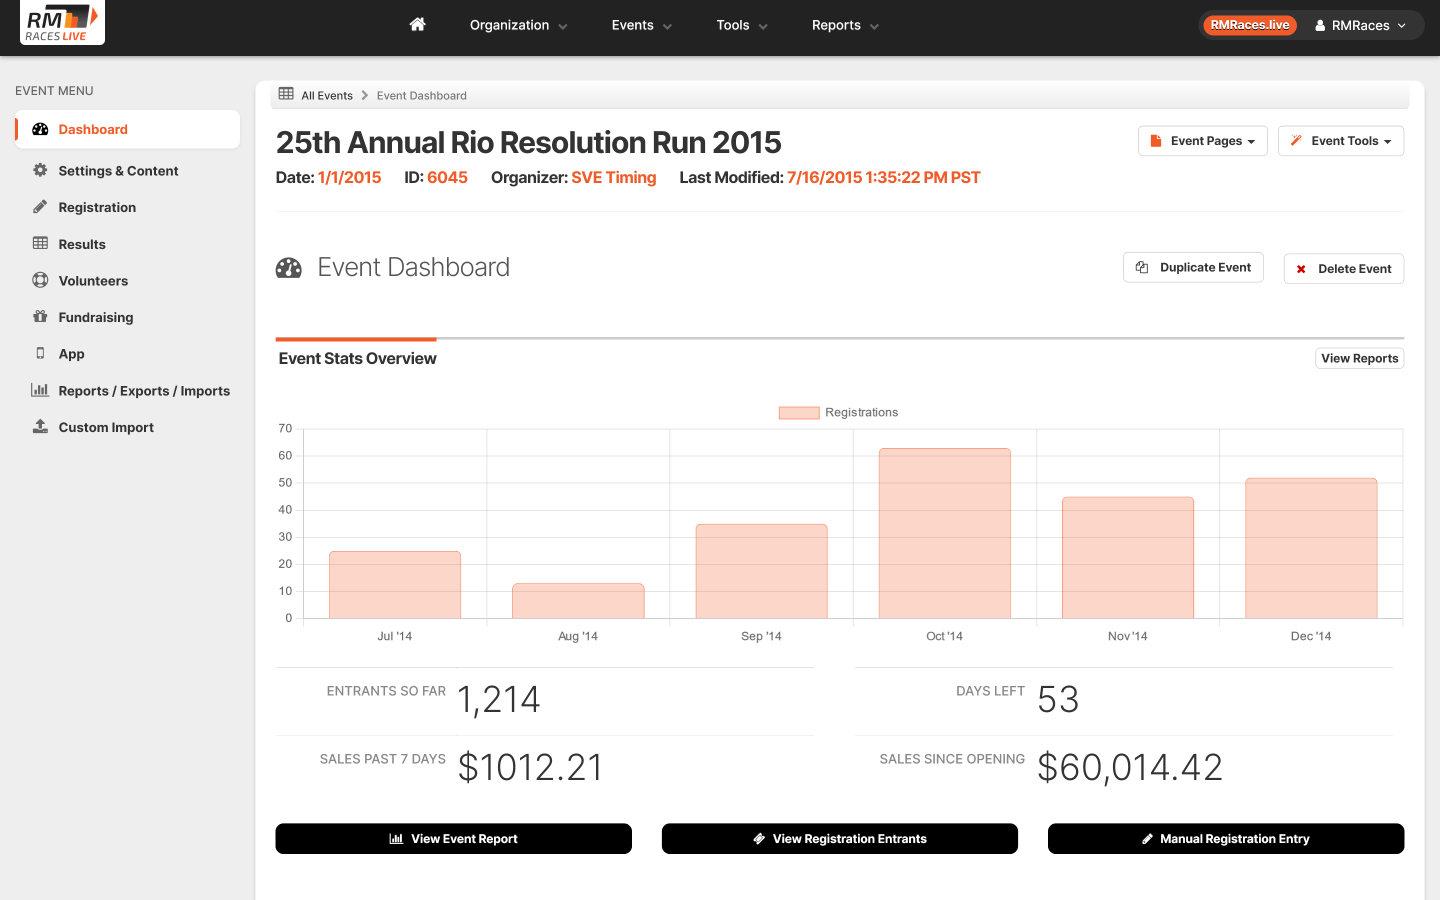 RM
RACES LIVE
Organization
Events
Tools
Reports
RMRaces.live
RMRaces
EVENT MENU
Dashboard
Settings & Content
Registration
Results
Volunteers
Fundraising
App
Reports / Exports / Imports
Custom Import
All Events
Event Dashboard
25th Annual Rio Resolution Run 2015
Event Pages
Event Tools
Date: 1/1/2015 ID: 6045 Organizer: SVE Timing Last Modified: 7/16/2015 1:35:22 PM PST
Event Dashboard
Duplicate Event
Delete Event
Event Stats Overview
View Reports
Registrations
70
60
50
40
30
20
10
0
Jul '14
Aug '14
Sep '14
Oct '14
Nov '14
Dec '14
ENTRANTS SO FAR 1,214
DAYS LEFT 53
SALES PAST 7 DAYS $1012.21
SALES SINCE OPENING $60,014.42
View Event Report
View Registration Entrants
Manual Registration Entry